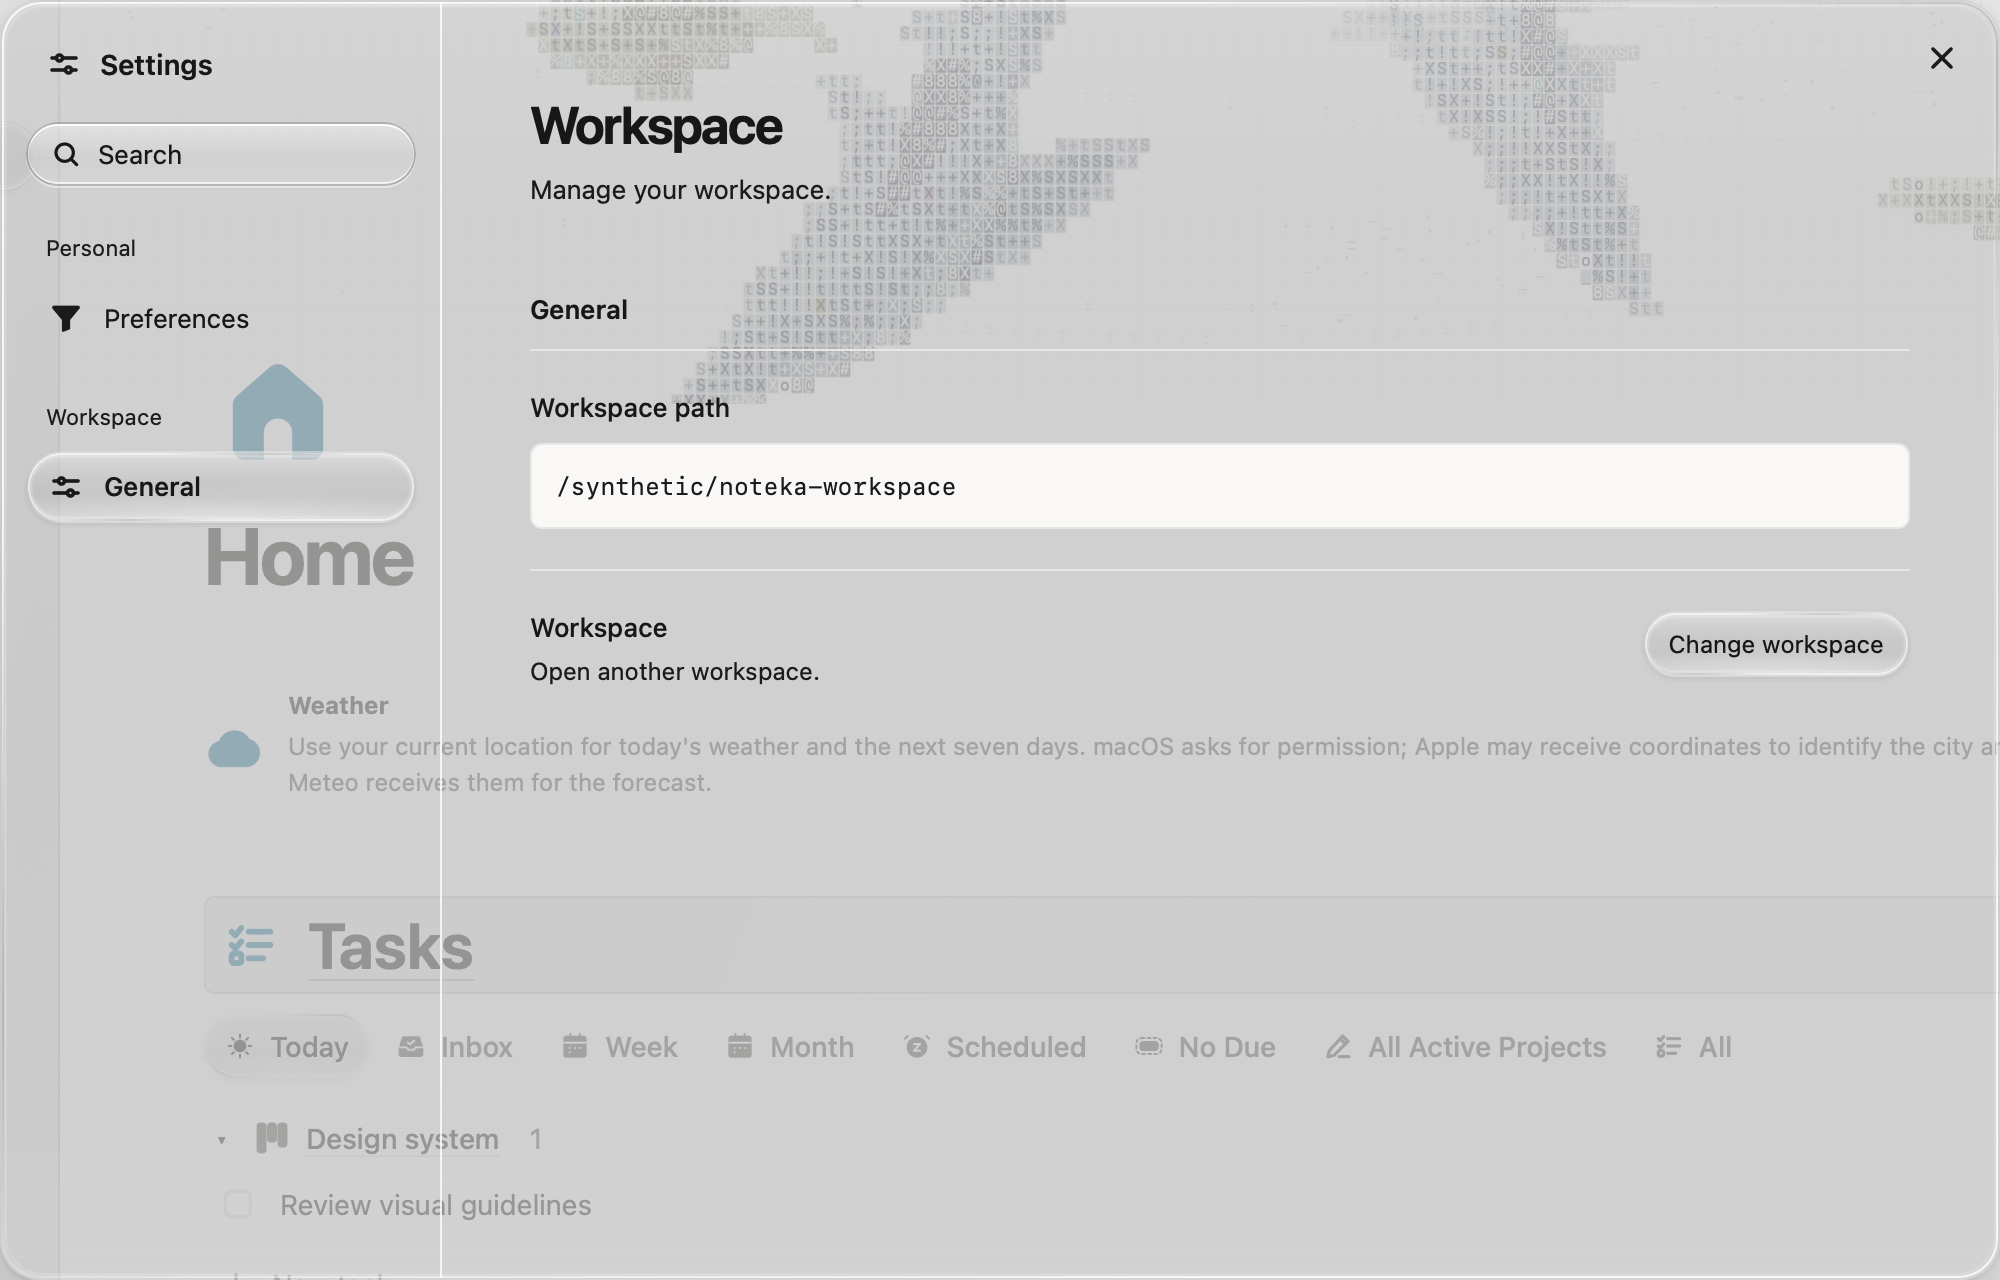 Settings
Search
Personal
Preferences
Workspace
General
Workspace
Manage your workspace.
General
Workspace path
/synthetic/noteka-workspace
Workspace
Open another workspace.
Change workspace
Home
Weather
Use your current location for today's weather and the next seven days. macOS asks for permission; Apple may receive coordinates to identify the city
Meteo receives them for the forecast.
Tasks
Today
Inbox
Week
Month
Scheduled
No Due
All Active Projects
All
Design system 1
Review visual guidelines